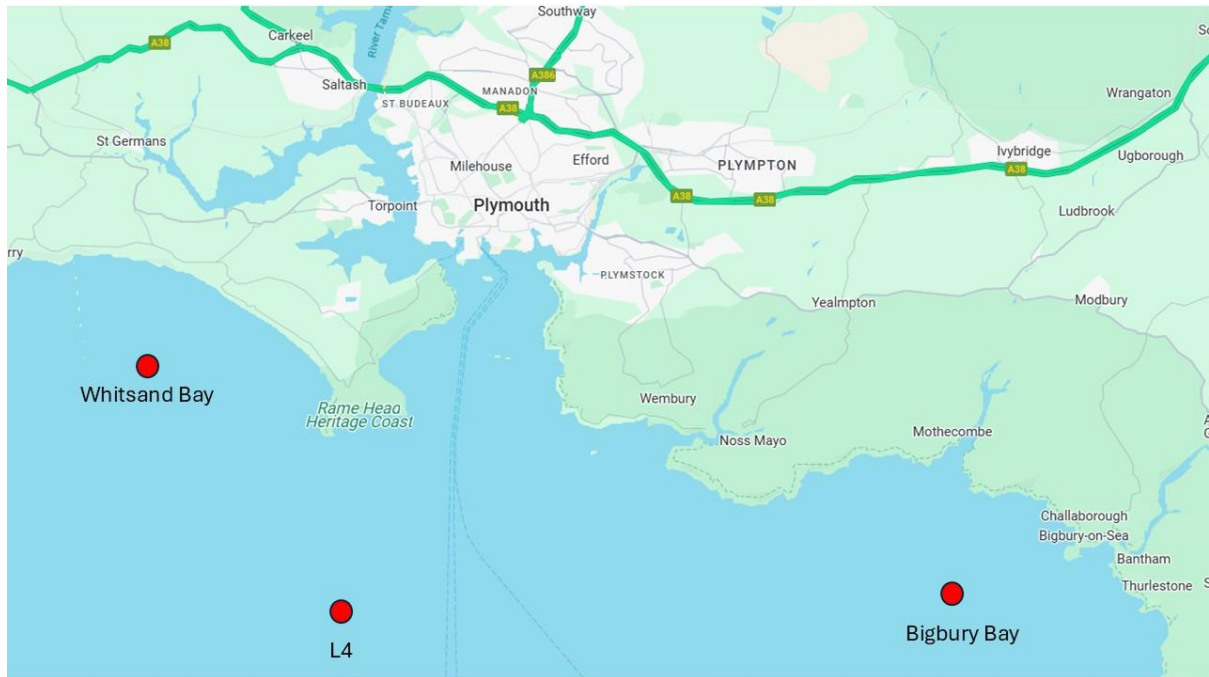 Southway
Carkeel
A38
River Tam
A386
Saltash
MANADON
ST BUDEAUX
A38
Wrangaton
St Germans
Milehouse
Efford
PLYMPTON
Ivybridge
A38
Ugborough
A38
A38
Torpoint
Plymouth
Ludbrook
rry
PLYMSTOCK
Yealmpton
Modbury
Whitsand Bay
Rame Head
Heritage Coast
Wembury
Noss Mayo
Mothecombe
Challaborough
Bigbury-on-Sea
Bantham
Thurlestone
L4
Bigbury Bay